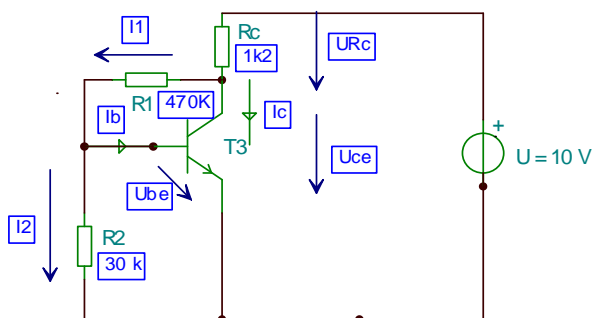 I1
Rc
1k2
URc
R1
470K
Ib
Ic
T3
Uce
+
U = 10 V
Ube
I2
R2
30 k